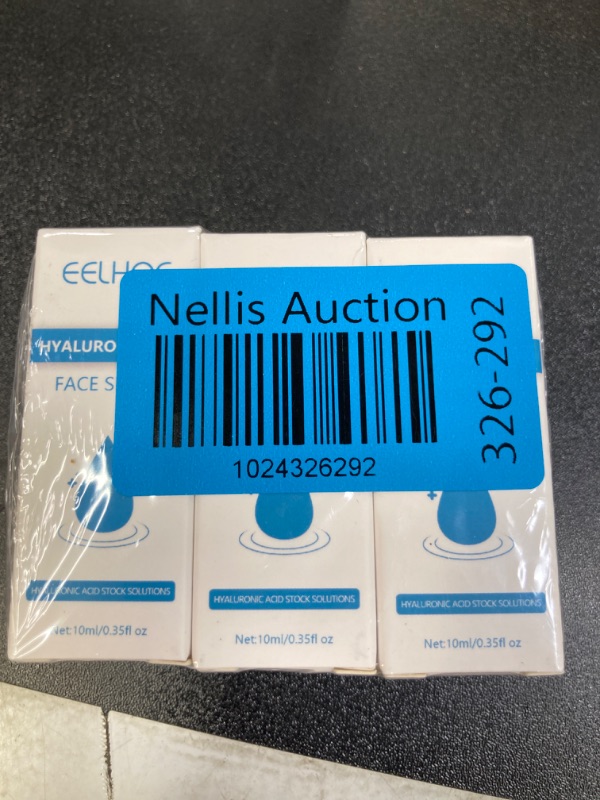 EELHOE
HYALURO
FACE S
Nellis Auction
1024326292
326-292
HYALURONIC ACID STOCK SOLUTIONS
Net:10ml/0.35fl oz
HYALURONIC ACID STOCK SOLUTIONS
Net:10ml/0.35fl oz
HYALURONIC ACID STOCK SOLUTIONS
Net:10ml/0.35fl oz